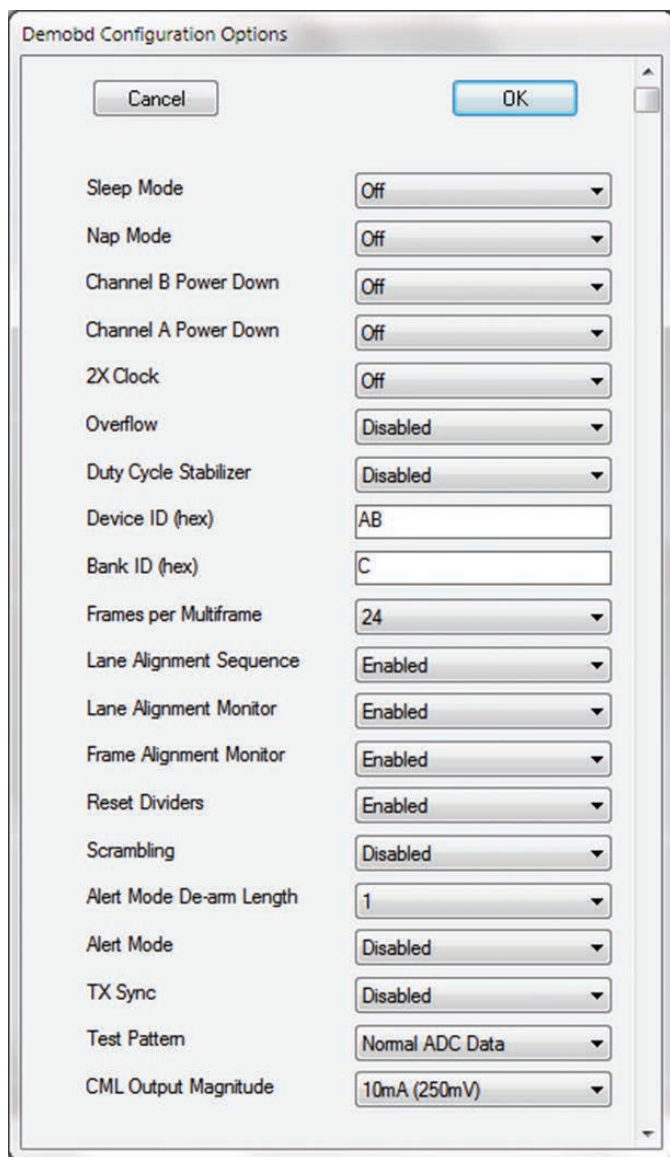 Demobd Configuration Options
Cancel OK
Sleep Mode Off
Nap Mode Off
Channel B Power Down Off
Channel A Power Down Off
2X Clock Off
Overflow Disabled
Duty Cycle Stabilizer Disabled
Device ID (hex) AB
Bank ID (hex) C
Frames per Multiframe 24
Lane Alignment Sequence Enabled
Lane Alignment Monitor Enabled
Frame Alignment Monitor Enabled
Reset Dividers Enabled
Scrambling Disabled
Alert Mode De-arm Length 1
Alert Mode Disabled
TX Sync Disabled
Test Pattern Normal ADC Data
CML Output Magnitude 10mA (250mV)